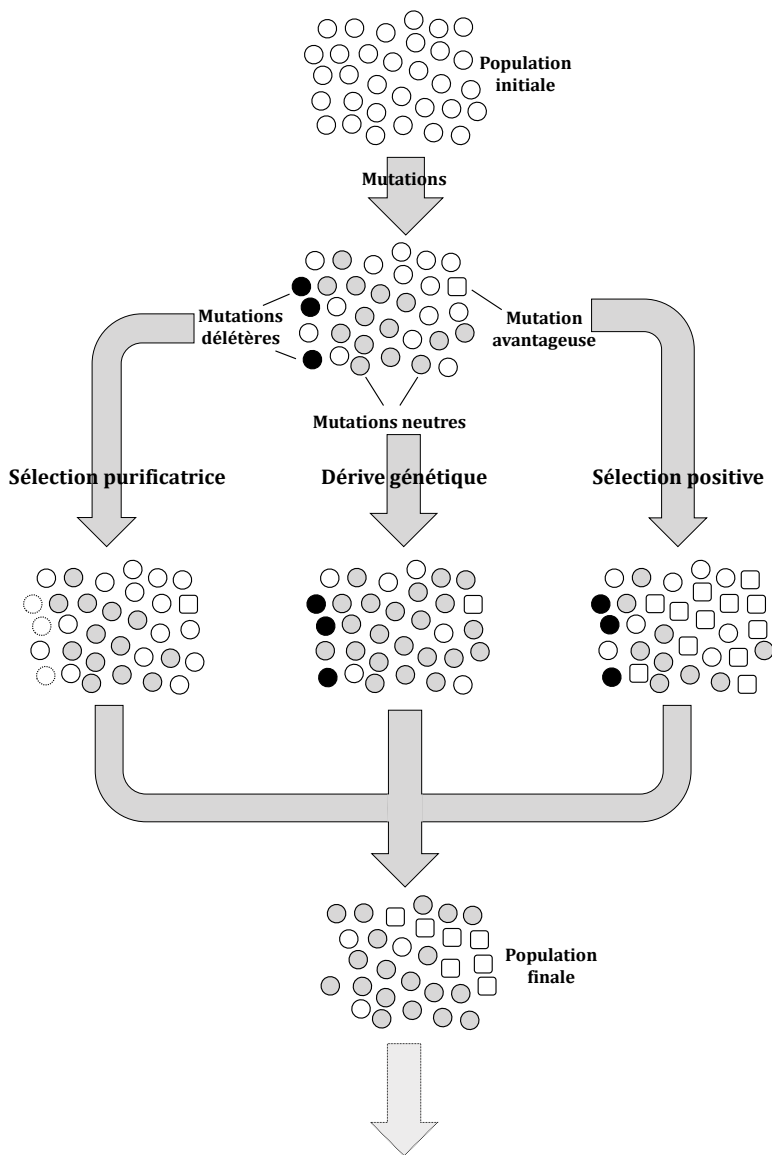 Population
initiale
Mutations
Mutations
délétères
Mutation
avantageuse
Mutations neutres
Sélection purificatrice
Dérive génétique
Sélection positive
Population
finale